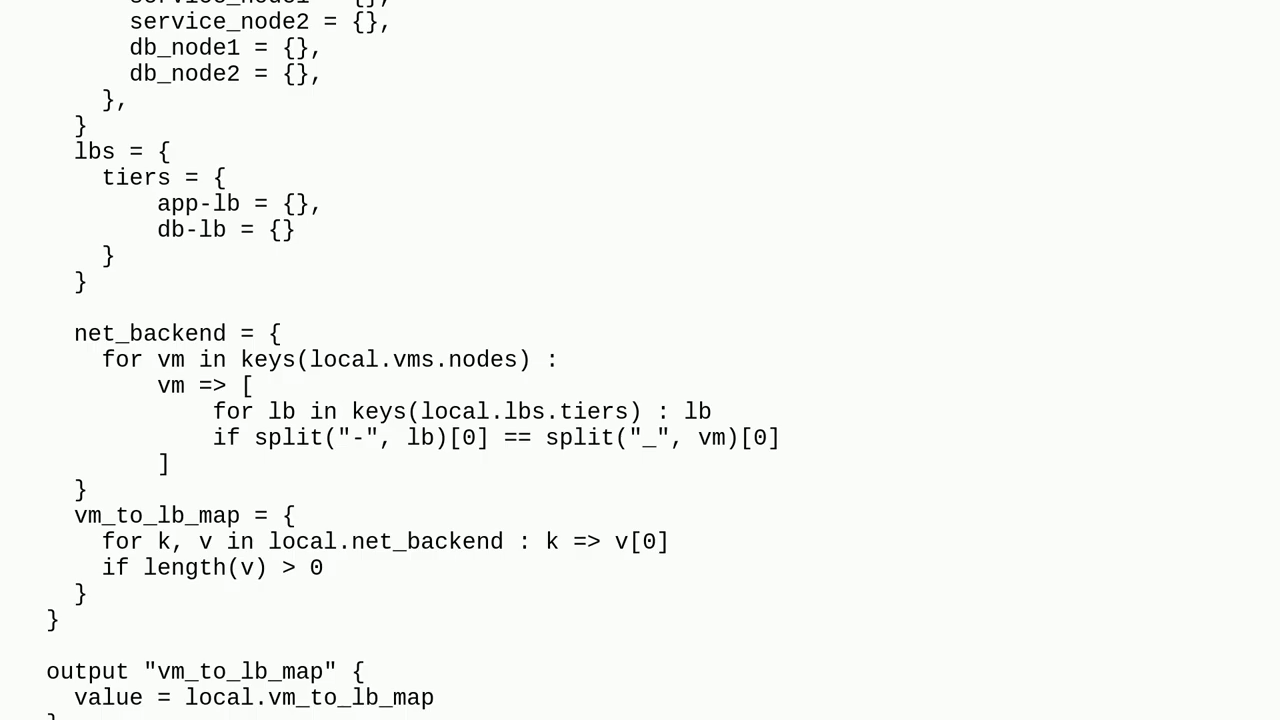 service_node1 = {},
service_node2 = {},
db_node1 = {},
db_node2 = {},
},
}
lbs = {
tiers = {
app-lb = {},
db-lb = {}
}
}
net_backend = {
for vm in keys(local.vms.nodes) :
vm => [
for lb in keys(local.lbs.tiers) : lb
if split("-", lb)[0] == split("_", vm)[0]
]
}
vm_to_lb_map = {
for k, v in local.net_backend : k => v[0]
if length(v) > 0
}
}
output "vm_to_lb_map" {
value = local.vm_to_lb_map
}